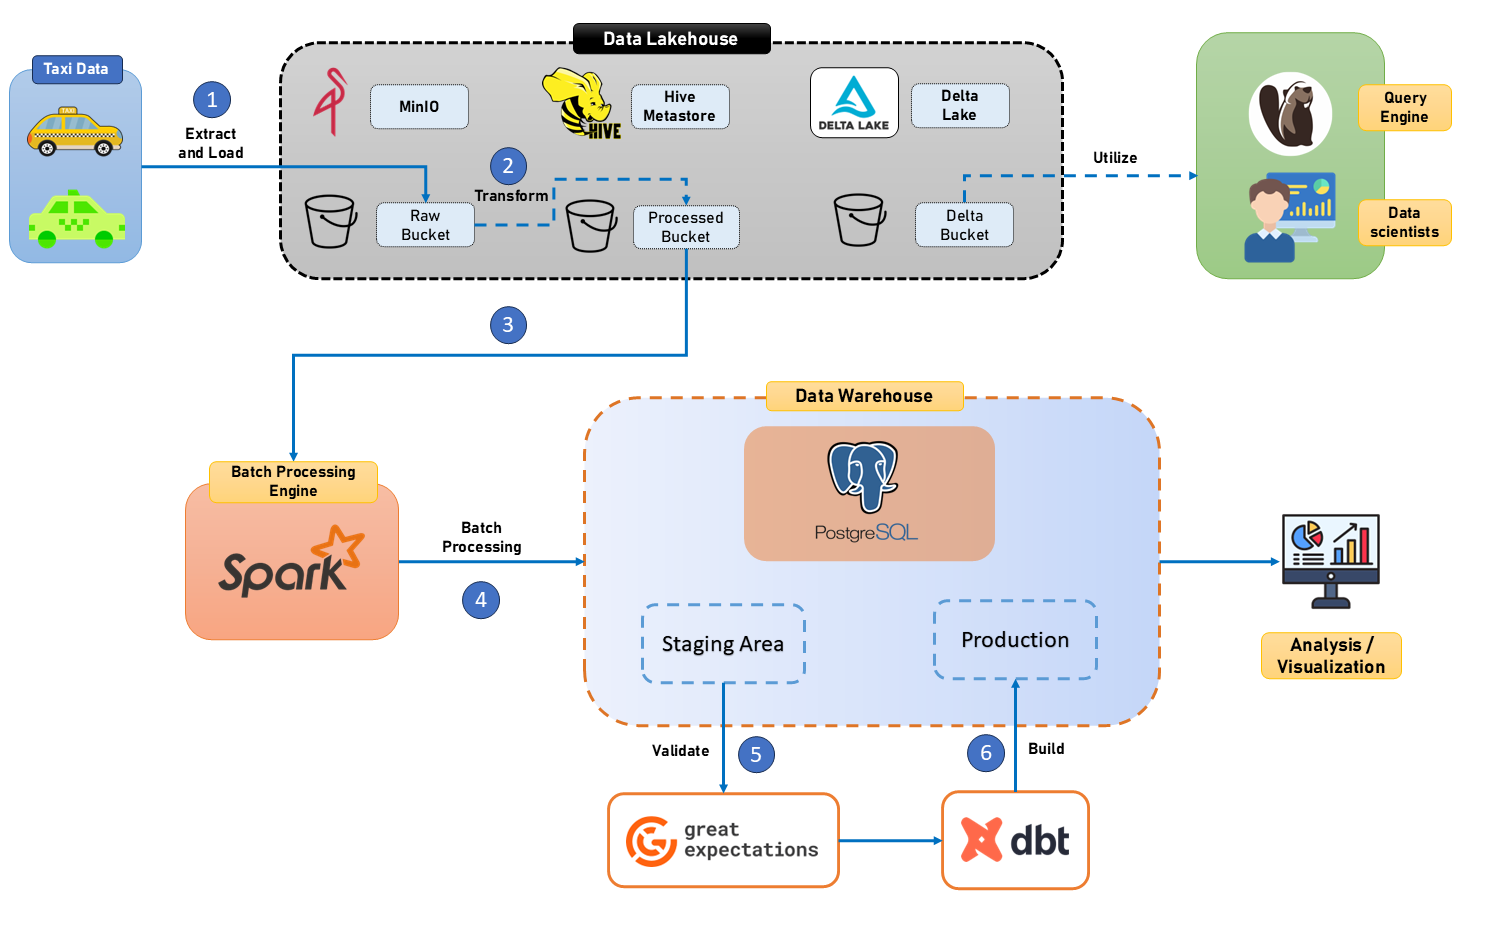 Data Lakehouse
Taxi Data
TAXI
1
Extract
and Load
MinIO
HIVE
Hive
Metastore
DELTA LAKE
Delta
Lake
Query
Engine
2
Transform
Utilize
Raw
Bucket
Processed
Bucket
Delta
Bucket
Data
scientists
3
Data Warehouse
Batch Processing
Engine
Spark
Batch
Processing
4
PostgreSQL
Staging Area
Production
Analysis /
Visualization
Validate
5
6
Build
great
expectations
dbt